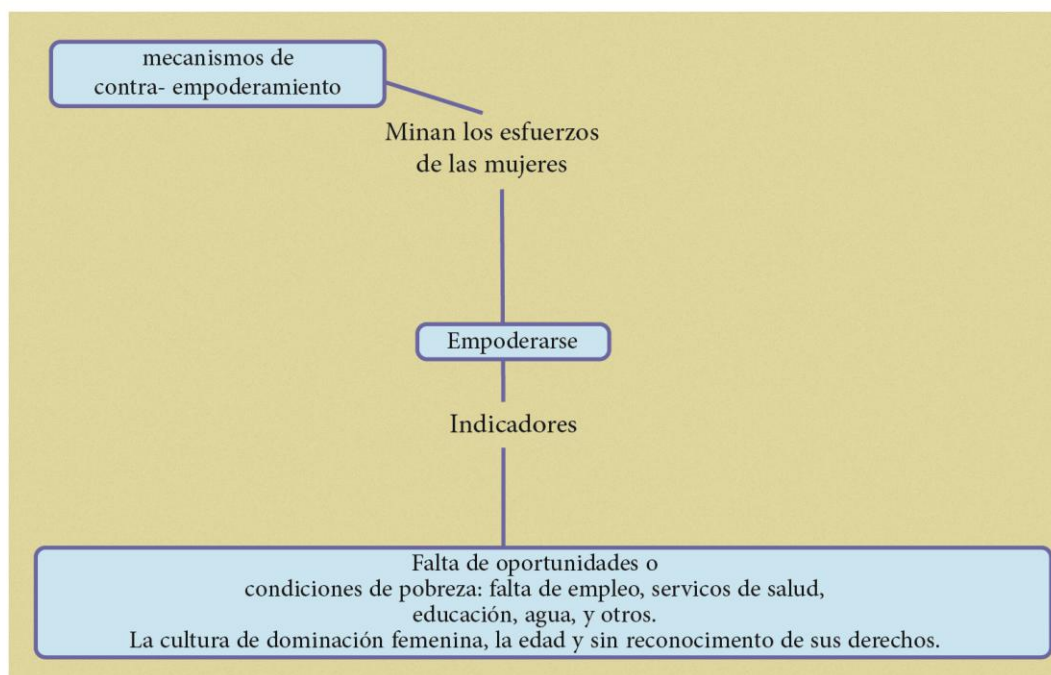 mecanismos de
contra- empoderamiento
Minan los esfuerzos
de las mujeres
Empoderarse
Indicadores
Falta de oportunidades o
condiciones de pobreza: falta de empleo, servicos de salud,
educación, agua, y otros.
La cultura de dominación femenina, la edad y sin reconocimento de sus derechos.